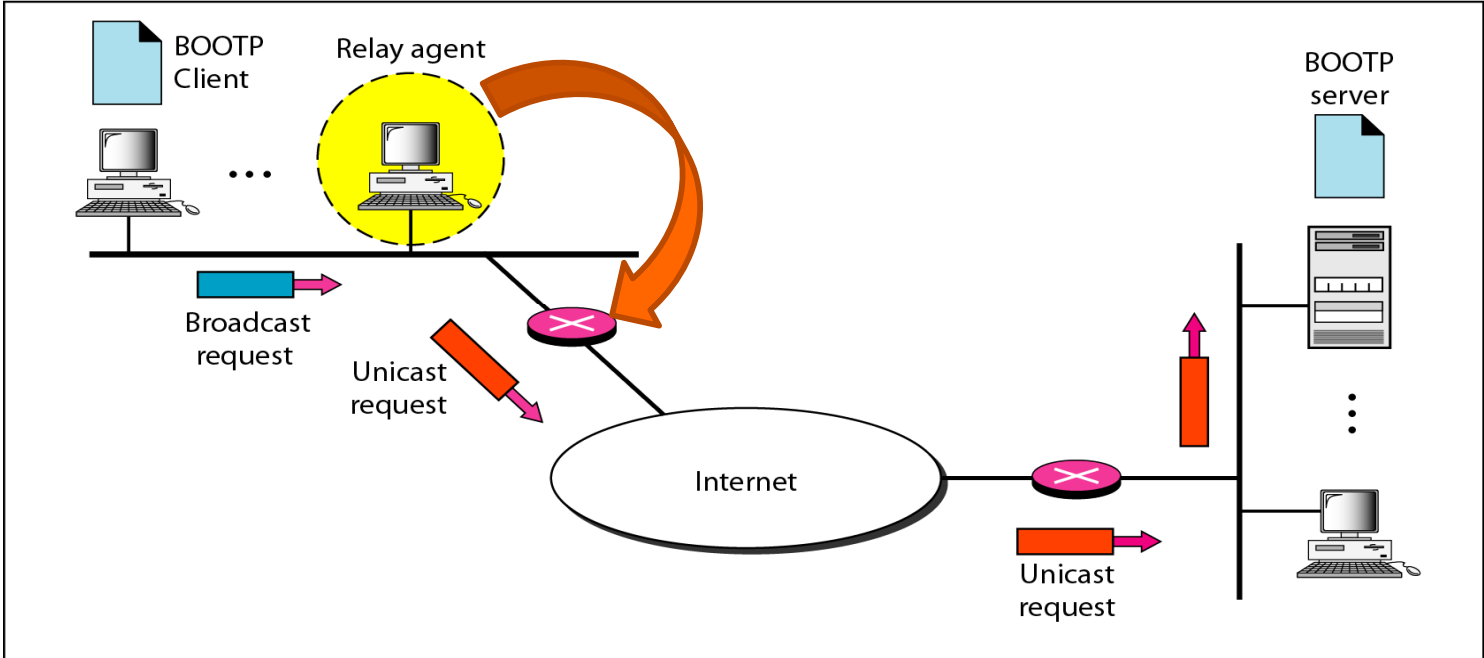 BOOTP
Client
Relay agent
BOOTP
server
Broadcast
request
Unicast
request
Internet
Unicast
request